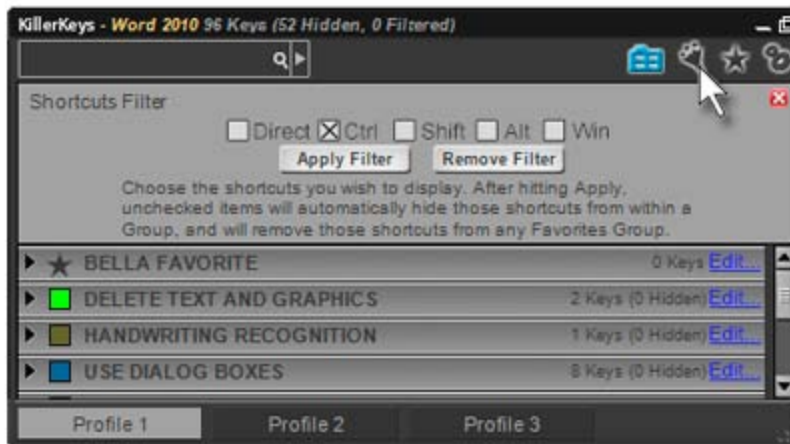 KillerKeys - Word 2010 96 Keys (52 Hidden, 0 Filtered)
Shortcuts Filter
Direct Ctrl Shift Alt Win
Apply Filter Remove Filter
Choose the shortcuts you wish to display. After hitting Apply,
unchecked items will automatically hide those shortcuts from within a
Group, and will remove those shortcuts from any Favorites Group.
BELLA FAVORITE 0 Keys Edit...
DELETE TEXT AND GRAPHICS 2 Keys (0 Hidden) Edit...
HANDWRITING RECOGNITION 1 Keys (0 Hidden) Edit...
USE DIALOG BOXES 8 Keys (0 Hidden) Edit...
Profile 1 Profile 2 Profile 3